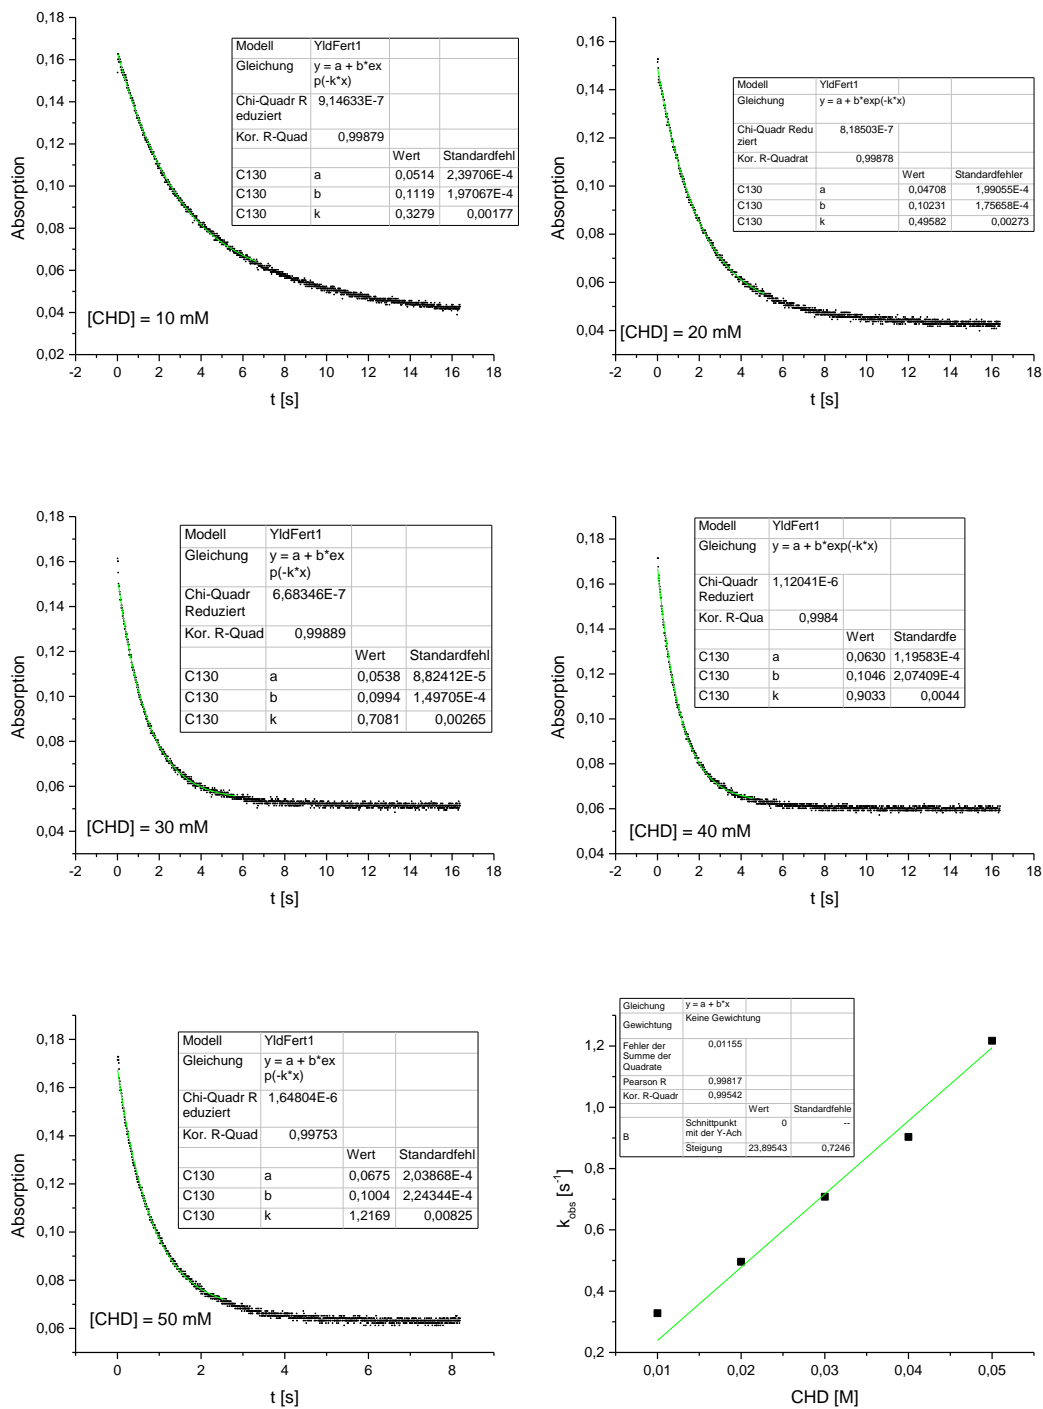 0,18
0,16
0,14
0,12
0,10
0,08
0,06
0,04
0,02
Absorption
Modell YldFert1
Gleichung y = a + b*ex
p(-k*x)
Chi-Quadr R
eduziert 9,14633E-7
Kor. R-Quad 0,99879
Wert Standardfehl
C130 a 0,0514 2,39706E-4
C130 b 0,1119 1,97067E-4
C130 k 0,3279 0,00177
[CHD] = 10 mM
-2 0 2 4 6 8 10 12 14 16 18
t [s]
0,16
0,14
0,12
0,10
0,08
0,06
0,04
Absorption
Modell YldFert1
Gleichung y = a + b*exp(-k*x)
Chi-Quadr Redu
ziert 8,18503E-7
Kor. R-Quadrat 0,99878
Wert Standardfehler
C130 a 0,04708 1,99055E-4
C130 b 0,10231 1,75658E-4
C130 k 0,49582 0,00273
[CHD] = 20 mM
-2 0 2 4 6 8 10 12 14 16 18
t [s]
0,18
0,16
0,14
0,12
0,10
0,08
0,06
0,04
Absorption
Modell YldFert1
Gleichung y = a + b*ex
p(-k*x)
Chi-Quadr
Reduziert 6,68346E-7
Kor. R-Quad 0,99889
Wert Standardfehl
C130 a 0,0538 8,82412E-5
C130 b 0,0994 1,49705E-4
C130 k 0,7081 0,00265
[CHD] = 30 mM
-2 0 2 4 6 8 10 12 14 16 18
t [s]
0,18
0,16
0,14
0,12
0,10
0,08
0,06
0,04
Absorption
Modell YldFert1
Gleichung y = a + b*exp(-k*x)
Chi-Quadr
Reduziert 1,12041E-6
Kor. R-Qua 0,9984
Wert Standardfe
C130 a 0,0630 1,19583E-4
C130 b 0,1046 2,07409E-4
C130 k 0,9033 0,0044
[CHD] = 40 mM
-2 0 2 4 6 8 10 12 14 16 18
t [s]
0,18
0,16
0,14
0,12
0,10
0,08
0,06
Absorption
Modell YldFert1
Gleichung y = a + b*ex
p(-k*x)
Chi-Quadr R
eduziert 1,64804E-6
Kor. R-Quad 0,99753
Wert Standardfehl
C130 a 0,0675 2,03868E-4
C130 b 0,1004 2,24344E-4
C130 k 1,2169 0,00825
[CHD] = 50 mM
0 4 6 8
t [s]
1,2
1,0
0,8
0,6
0,4
0,2
k_obs [s⁻¹]
Gleichung y = a + b*x
Gewichtung Keine Gewichtung
Fehler der
Summe der
Quadrate 0,01155
Pearson R 0,99817
Kor. R-Quadr 0,99542
Wert Standardfehle
B Schnittpunkt
mit der Y-Ach 0 --
Steigung 23,89543 0,7246
0,01 0,02 0,03 0,04 0,05
CHD [M]